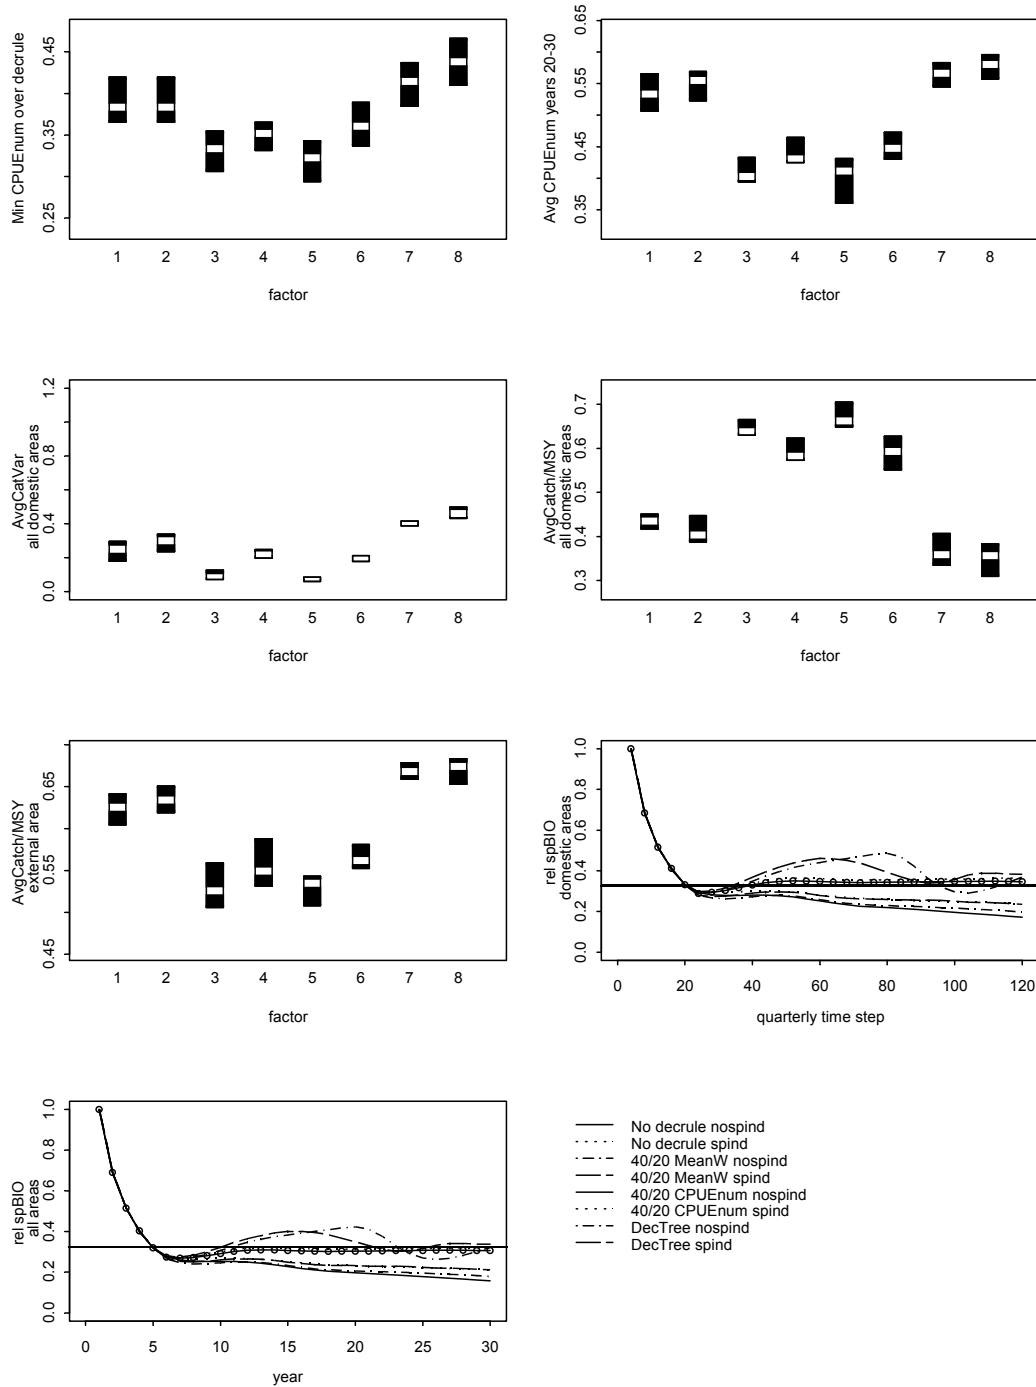 Min CPUEnum over decrule
0.25 0.35 0.45
1 2 3 4 5 6 7 8
factor
Avg CPUEnum years 20-30
0.35 0.45 0.55 0.65
1 2 3 4 5 6 7 8
factor
AvgCatVar
all domestic areas
0.0 0.4 0.8 1.2
1 2 3 4 5 6 7 8
factor
AvgCatch/MSY
all domestic areas
0.3 0.4 0.5 0.6 0.7
1 2 3 4 5 6 7 8
factor
AvgCatch/MSY
external area
0.45 0.55 0.65
1 2 3 4 5 6 7 8
factor
rel spBIO
domestic areas
0.0 0.2 0.4 0.6 0.8 1.0
0 20 40 60 80 100 120
quarterly time step
rel spBIO
all areas
0.0 0.2 0.4 0.6 0.8 1.0
0 5 10 15 20 25 30
year
No decrule nospind
No decrule spind
40/20 MeanW nospind
40/20 MeanW spind
40/20 CPUEnum nospind
40/20 CPUEnum spind
DecTree nospind
DecTree spind